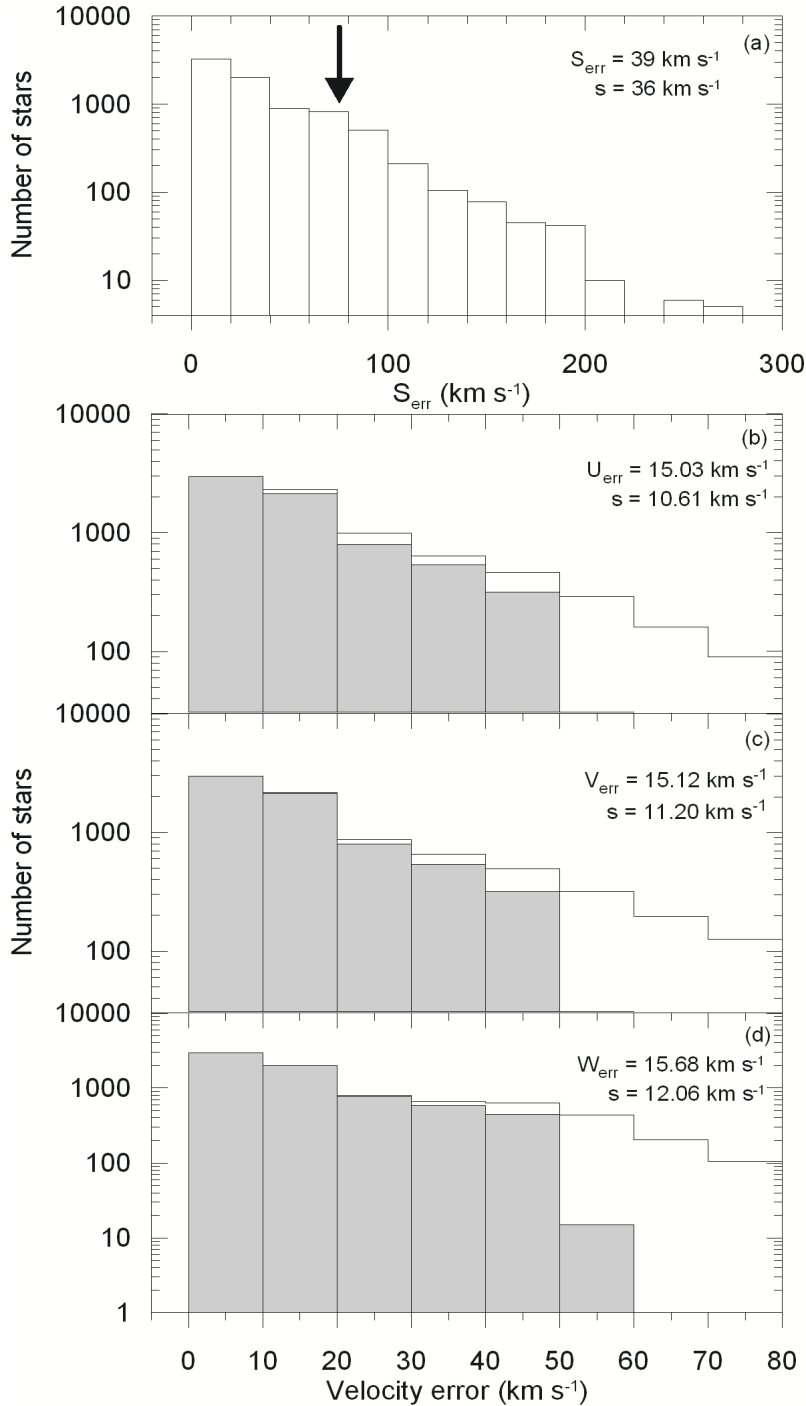 10000
1000
100
10
Number of stars
(a)
S_err = 39 km s⁻¹
s = 36 km s⁻¹
0 100 200 300
S_err (km s⁻¹)
10000
1000
100
(b)
U_err = 15.03 km s⁻¹
s = 10.61 km s⁻¹
10000
1000
100
Number of stars
(c)
V_err = 15.12 km s⁻¹
s = 11.20 km s⁻¹
10000
1000
100
10
1
(d)
W_err = 15.68 km s⁻¹
s = 12.06 km s⁻¹
0 10 20 30 40 50 60 70 80
Velocity error (km s⁻¹)